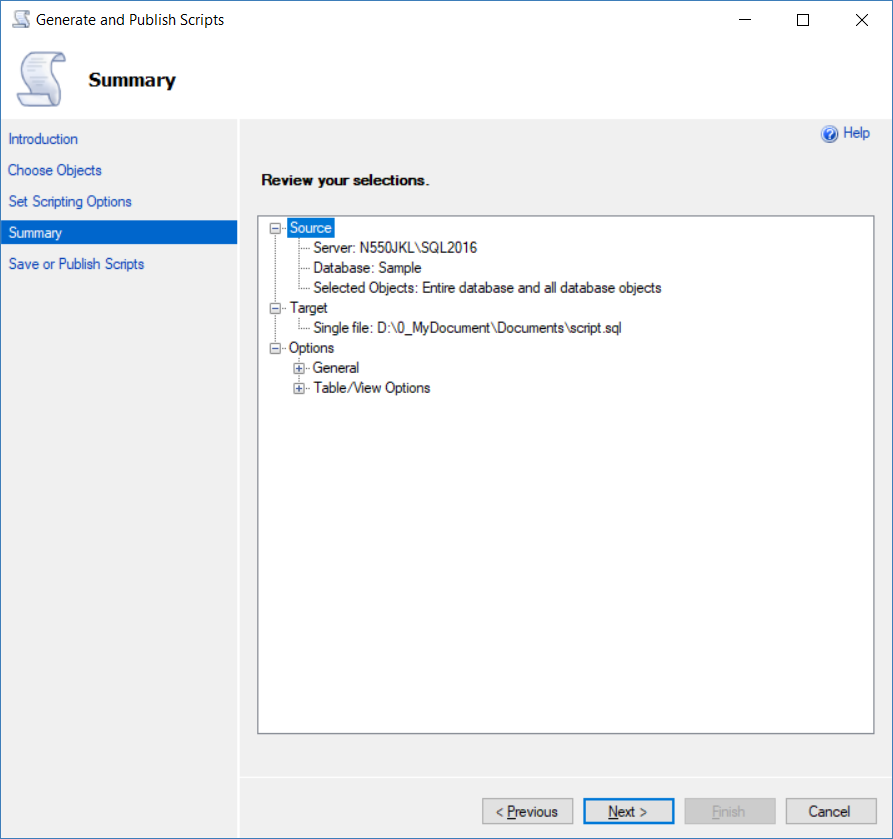 Generate and Publish Scripts
Summary
Introduction
Choose Objects
Set Scripting Options
Summary
Save or Publish Scripts
Help
Review your selections.
Source
Server: N550JKL\SQL2016
Database: Sample
Selected Objects: Entire database and all database objects
Target
Single file: D:\0_MyDocument\Documents\script.sql
Options
General
Table/View Options
< Previous
Next >
Finish
Cancel